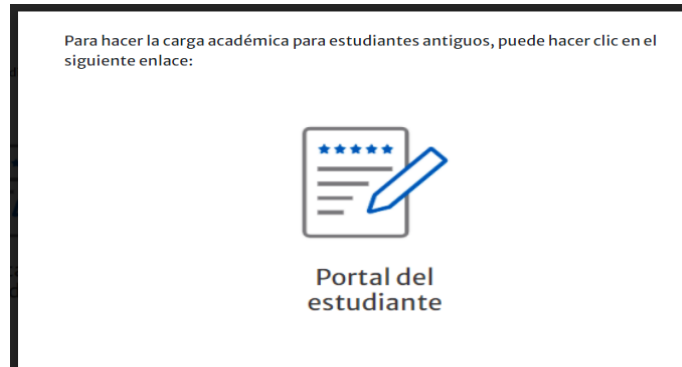 Para hacer la carga académica para estudiantes antiguos, puede hacer clic en el
siguiente enlace:
Portal del
estudiante